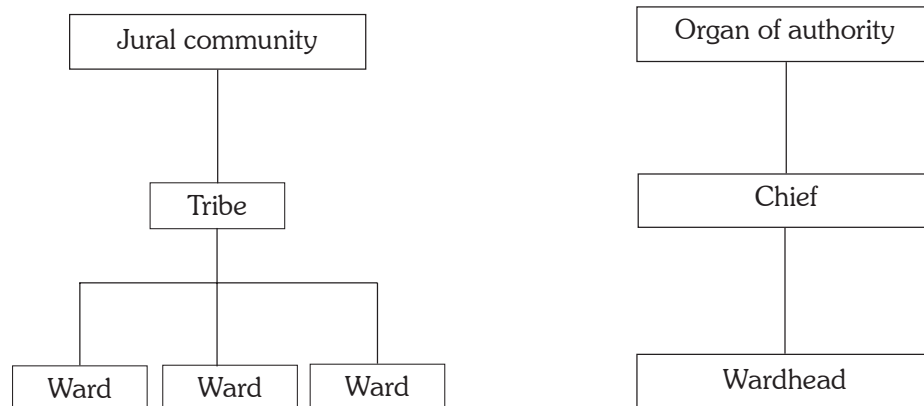 Jural community
Organ of authority
Tribe
Chief
Ward
Ward
Ward
Wardhead